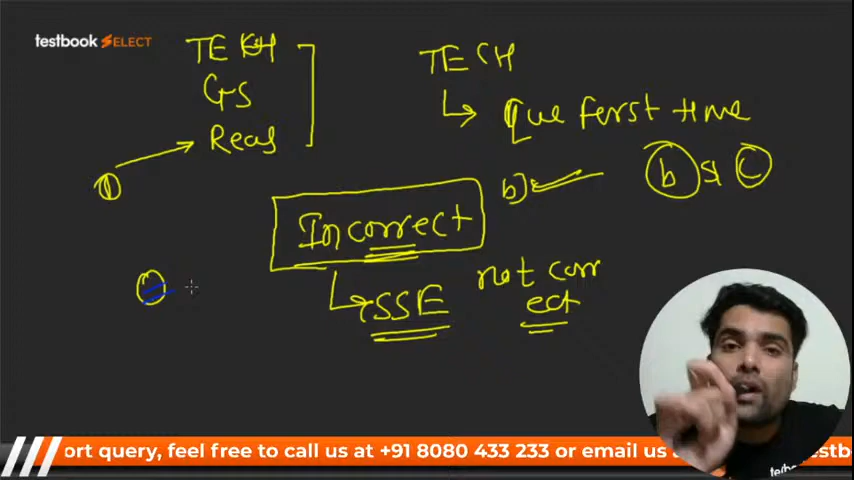 testbook SELECT
TECH
GS
Reas
TECH
Que ferst time
b)
b
C
Incorrect
SSE
not corr
ect
ort query, feel free to call us at +91 8080 433 233 or email us
testb